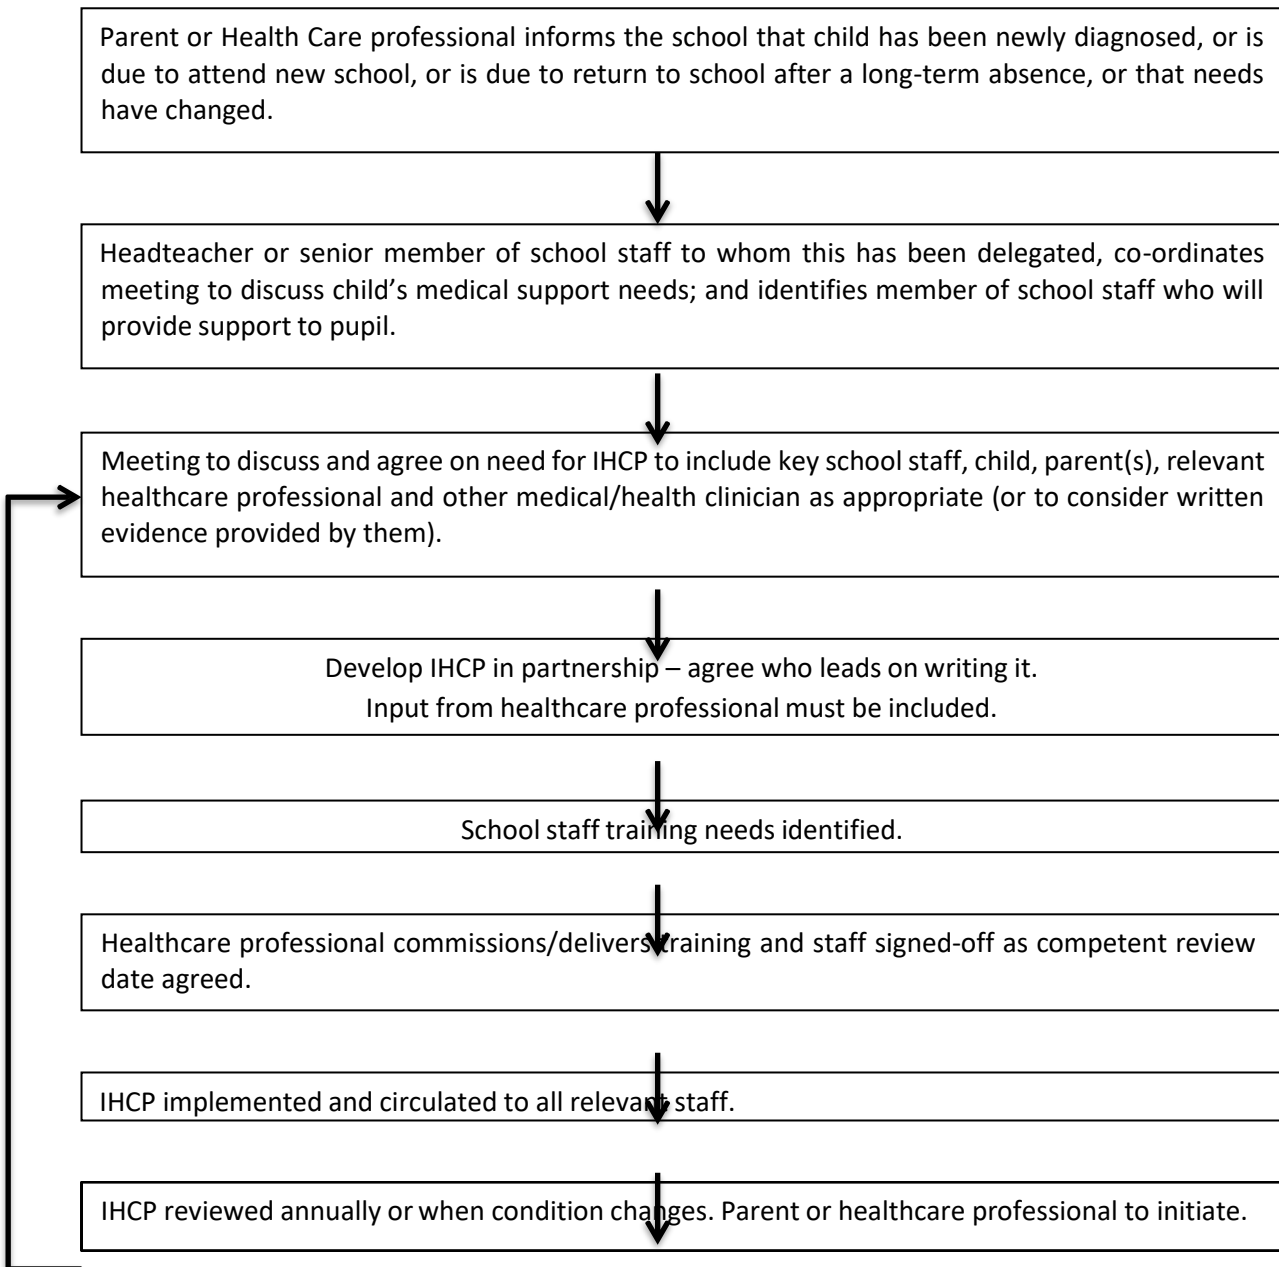 Parent or Health Care professional informs the school that child has been newly diagnosed, or is
due to attend new school, or is due to return to school after a long-term absence, or that needs
have changed.
Headteacher or senior member of school staff to whom this has been delegated, co-ordinates
meeting to discuss child's medical support needs; and identifies member of school staff who will
provide support to pupil.
Meeting to discuss and agree on need for IHCP to include key school staff, child, parent(s), relevant
healthcare professional and other medical/health clinician as appropriate (or to consider written
evidence provided by them).
Develop IHCP in partnership – agree who leads on writing it.
Input from healthcare professional must be included.
School staff training needs identified.
Healthcare professional commissions/delivers training and staff signed-off as competent review
date agreed.
IHCP implemented and circulated to all relevant staff.
IHCP reviewed annually or when condition changes. Parent or healthcare professional to initiate.